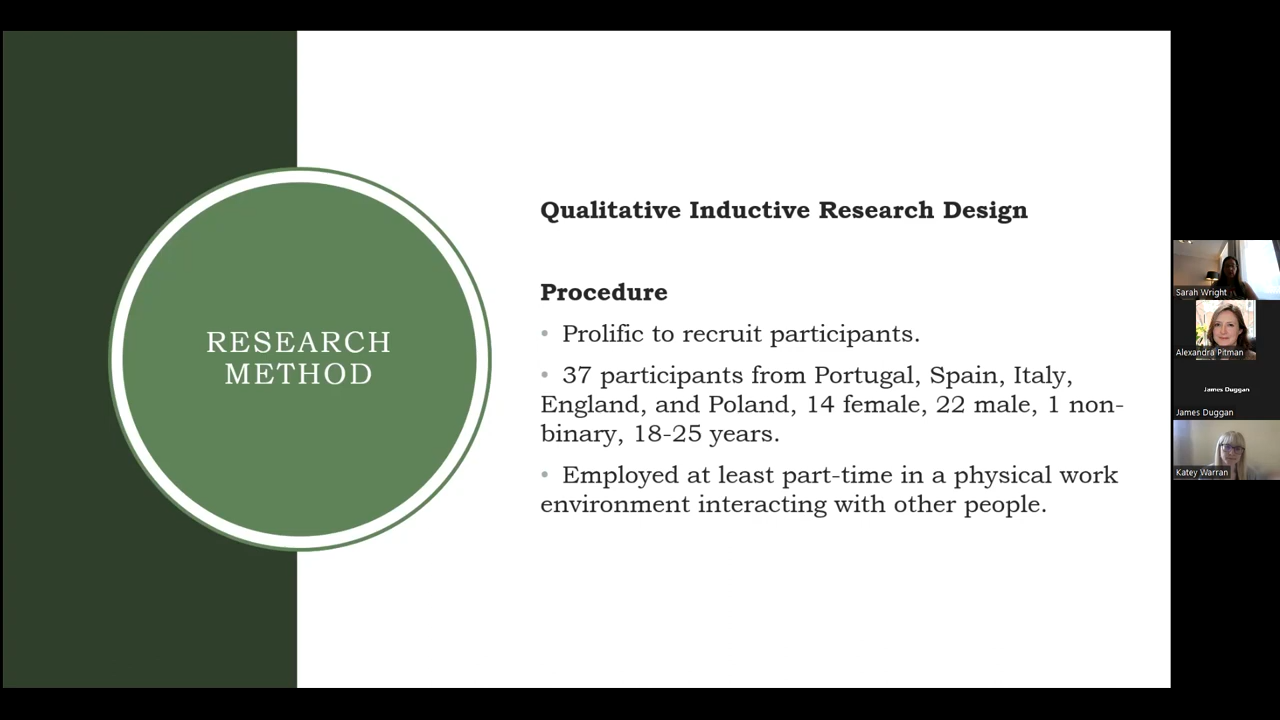 RESEARCH
METHOD
Qualitative Inductive Research Design
Procedure
• Prolific to recruit participants.
• 37 participants from Portugal, Spain, Italy,
England, and Poland, 14 female, 22 male, 1 non-
binary, 18-25 years.
• Employed at least part-time in a physical work
environment interacting with other people.
Sarah Wright
Alexandra Pitman
James Duggan
James Duggan
Katey Warran